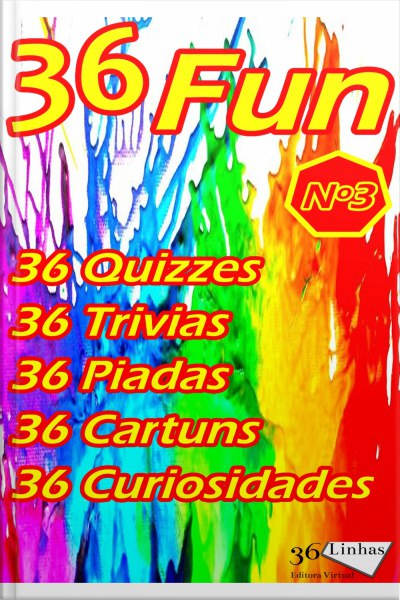 36 Fun
Nº3
36 Quizzes
36 Trivias
36 Piadas
36 Cartuns
36 Curiosidades
36 Linhas
Editora Virtual